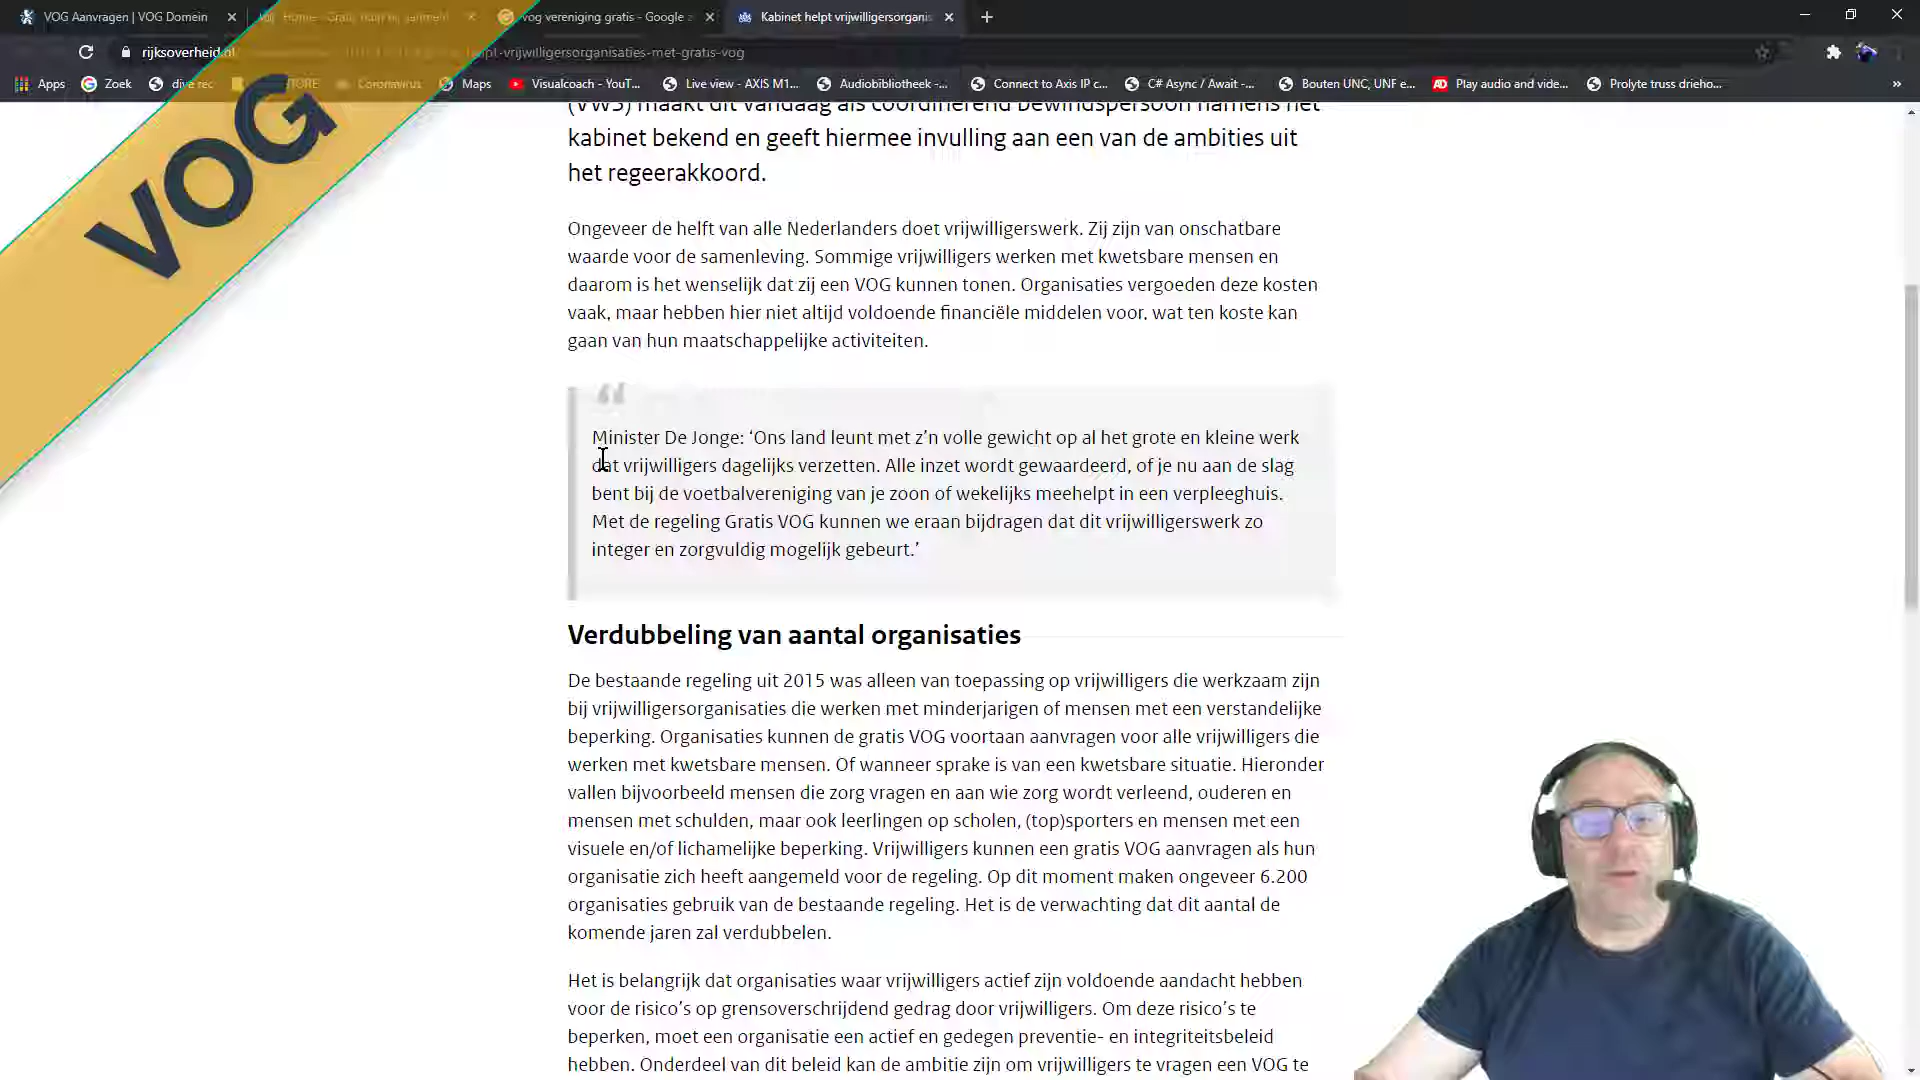 VOG Aanvragen | VOG Domein
vog vereniging gratis - Google
Kabinet helpt vrijwilligersorganis
rijksoverheid.nl
pt-vrijwilligersorganisaties-met-gratis-vog
Apps
Zoek
dive rec
Coronavirus
Maps
Visualcoach - YouT...
Live view - AXIS M1...
Audiobibliotheek -...
Connect to Axis IP c...
C# Async / Await -...
Bouten UNC, UNF e...
Play audio and vide...
Prolyte truss drieho...
»
VOG
(VWS) maakt dit vandaag als coördinerend bewindspersoon namens het
kabinet bekend en geeft hiermee invulling aan een van de ambities uit
het regeerakkoord.
Ongeveer de helft van alle Nederlanders doet vrijwilligerswerk. Zij zijn van onschatbare
waarde voor de samenleving. Sommige vrijwilligers werken met kwetsbare mensen en
daarom is het wenselijk dat zij een VOG kunnen tonen. Organisaties vergoeden deze kosten
vaak, maar hebben hier niet altijd voldoende financiële middelen voor, wat ten koste kan
gaan van hun maatschappelijke activiteiten.
“
Minister De Jonge: ‘Ons land leunt met z’n volle gewicht op al het grote en kleine werk
dat vrijwilligers dagelijks verzetten. Alle inzet wordt gewaardeerd, of je nu aan de slag
bent bij de voetbalvereniging van je zoon of wekelijks meehelpt in een verpleeghuis.
Met de regeling Gratis VOG kunnen we eraan bijdragen dat dit vrijwilligerswerk zo
integer en zorgvuldig mogelijk gebeurt.’
Verdubbeling van aantal organisaties
De bestaande regeling uit 2015 was alleen van toepassing op vrijwilligers die werkzaam zijn
bij vrijwilligersorganisaties die werken met minderjarigen of mensen met een verstandelijke
beperking. Organisaties kunnen de gratis VOG voortaan aanvragen voor alle vrijwilligers die
werken met kwetsbare mensen. Of wanneer sprake is van een kwetsbare situatie. Hieronder
vallen bijvoorbeeld mensen die zorg vragen en aan wie zorg wordt verleend, ouderen en
mensen met schulden, maar ook leerlingen op scholen, (top)sporters en mensen met een
visuele en/of lichamelijke beperking. Vrijwilligers kunnen een gratis VOG aanvragen als hun
organisatie zich heeft aangemeld voor de regeling. Op dit moment maken ongeveer 6.200
organisaties gebruik van de bestaande regeling. Het is de verwachting dat dit aantal de
komende jaren zal verdubbelen.
Het is belangrijk dat organisaties waar vrijwilligers actief zijn voldoende aandacht hebben
voor de risico’s op grensoverschrijdend gedrag door vrijwilligers. Om deze risico’s te
beperken, moet een organisatie een actief en gedegen preventie- en integriteitsbeleid
hebben. Onderdeel van dit beleid kan de ambitie zijn om vrijwilligers te vragen een VOG te